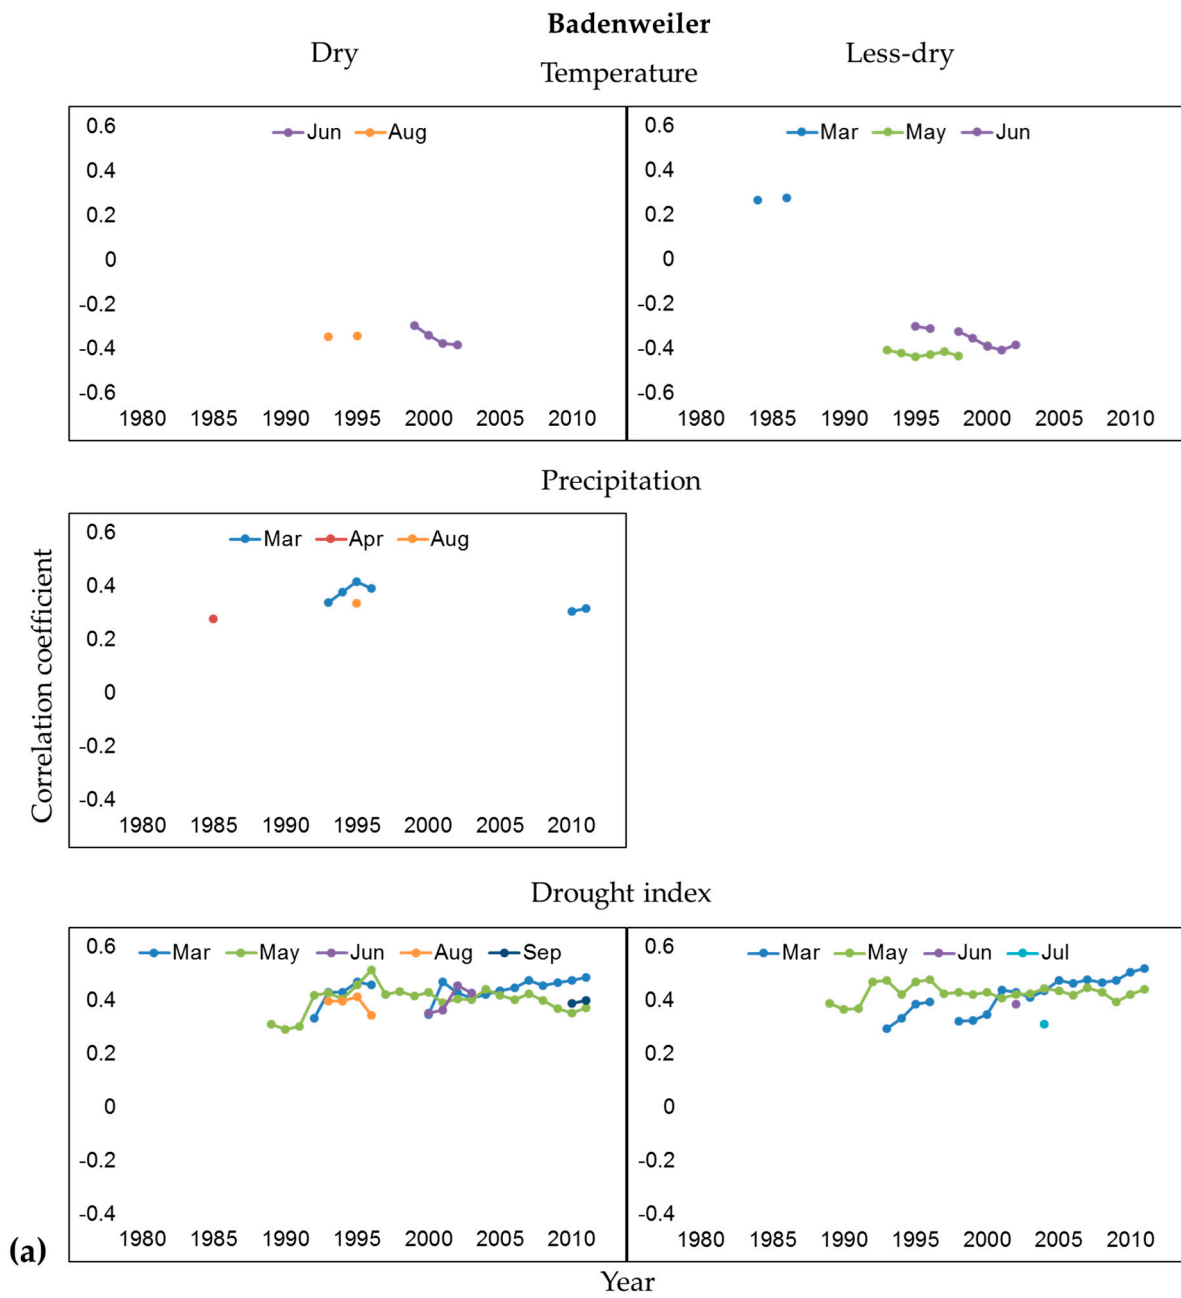 Badenweiler
Dry Less-dry
Temperature
Jun Aug
0.6
0.4
0.2
0
-0.2
-0.4
-0.6
1980 1985 1990 1995 2000 2005 2010
Mar May Jun
0.6
0.4
0.2
0
-0.2
-0.4
-0.6
1980 1985 1990 1995 2000 2005 2010
Precipitation
Correlation coefficient
Mar Apr Aug
0.6
0.4
0.2
0
-0.2
-0.4
1980 1985 1990 1995 2000 2005 2010
Drought index
Mar May Jun Aug Sep
0.6
0.4
0.2
0
-0.2
-0.4
1980 1985 1990 1995 2000 2005 2010
Mar May Jun Jul
0.6
0.4
0.2
0
-0.2
-0.4
1980 1985 1990 1995 2000 2005 2010
(a)
Year